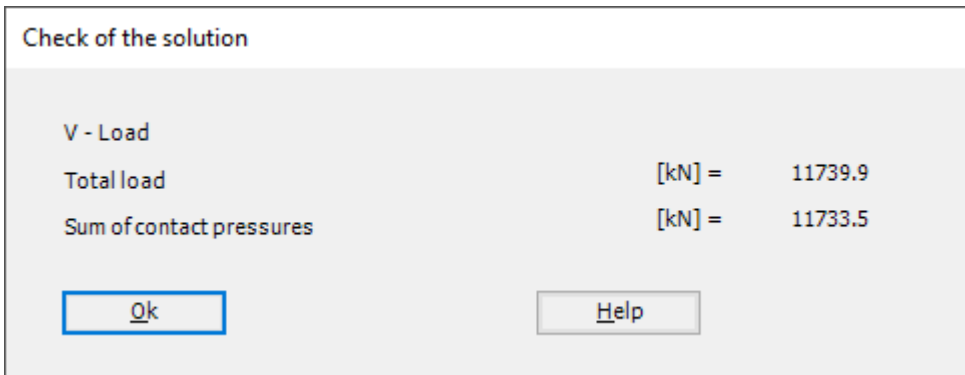 Check of the solution
V - Load
Total load [kN] = 11739.9
Sum of contact pressures [kN] = 11733.5
Ok Help